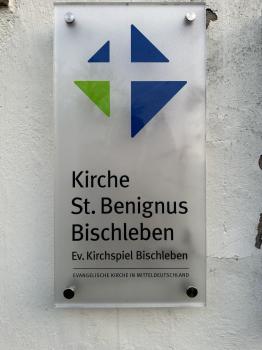 Kirche
St. Benignus
Bischleben
Ev. Kirchspiel Bischleben
EVANGELISCHE KIRCHE IN MITTELDEUTSCHLAND